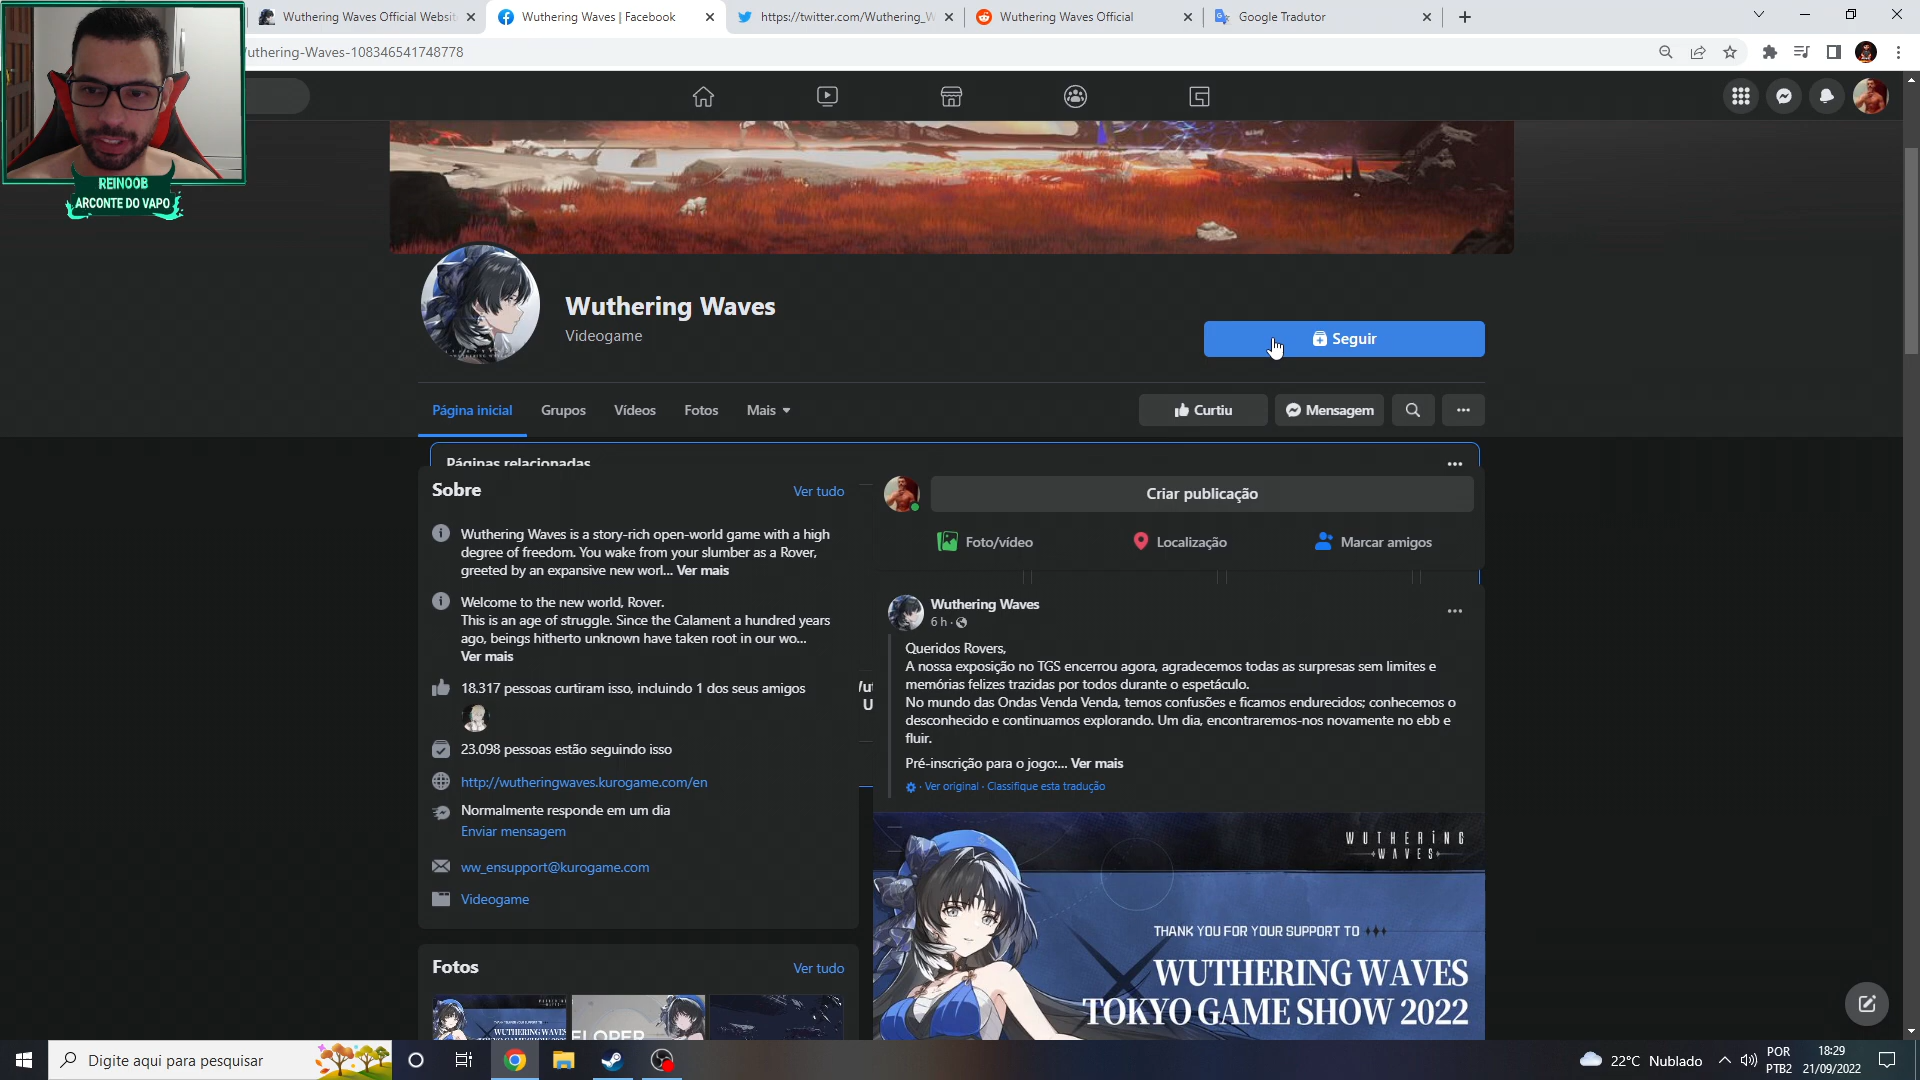 Wuthering Waves Official Websit
Wuthering Waves | Facebook
https://twitter.com/Wuthering_W
Wuthering Waves Official
Google Tradutor
uthering-Waves-108346541748778
REINOOB
ARCONTE DO VAPO
Wuthering Waves
Videogame
Seguir
Página inicial
Grupos
Vídeos
Fotos
Mais
Curtiu
Mensagem
Páginas relacionadas
Sobre
Ver tudo
Wuthering Waves is a story-rich open-world game with a high
degree of freedom. You wake from your slumber as a Rover,
greeted by an expansive new worl... Ver mais
Welcome to the new world, Rover.
This is an age of struggle. Since the Calament a hundred years
ago, beings hitherto unknown have taken root in our wo...
Ver mais
18.317 pessoas curtiram isso, incluindo 1 dos seus amigos
23.098 pessoas estão seguindo isso
http://wutheringwaves.kurogame.com/en
Normalmente responde em um dia
Enviar mensagem
ww_ensupport@kurogame.com
Videogame
Fotos
Ver tudo
Criar publicação
Foto/vídeo
Localização
Marcar amigos
Wuthering Waves
6 h ·
Queridos Rovers,
A nossa exposição no TGS encerrou agora, agradecemos todas as surpresas sem limites e
memórias felizes trazidas por todos durante o espetáculo.
No mundo das Ondas Venda Venda, temos confusões e ficamos endurecidos; conhecemos o
desconhecido e continuamos explorando. Um dia, encontraremos-nos novamente no ebb e
fluir.
Pré-inscrição para o jogo:... Ver mais
· Ver original · Classifique esta tradução
WUTHERING
WAVES
THANK YOU FOR YOUR SUPPORT TO
WUTHERING WAVES
TOKYO GAME SHOW 2022
Digite aqui para pesquisar
22°C Nublado
POR
PTB2
18:29
21/09/2022